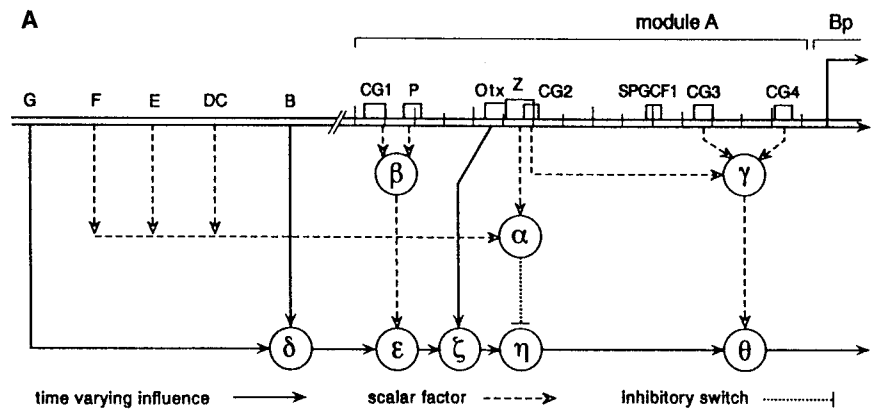 A
module A
Bp
G F E DC B CG1 P Otx Z CG2 SPGCF1 CG3 CG4
β
γ
α
δ ε ζ η θ
time varying influence
scalar factor
inhibitory switch